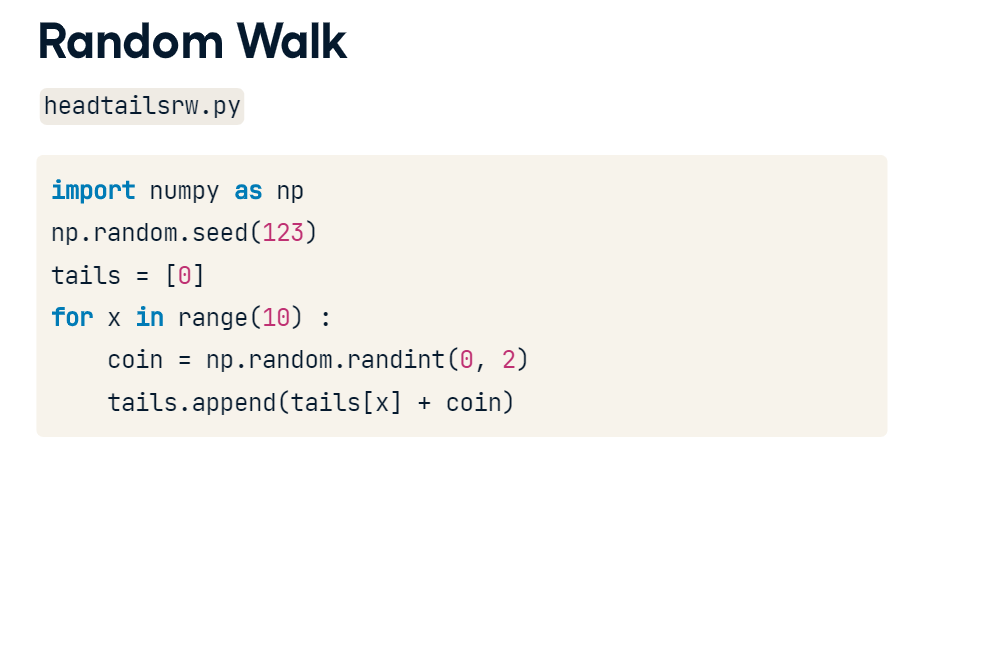 Random Walk
headtailsrw.py
import numpy as np
np.random.seed(123)
tails = [0]
for x in range(10) :
    coin = np.random.randint(0, 2)
    tails.append(tails[x] + coin)